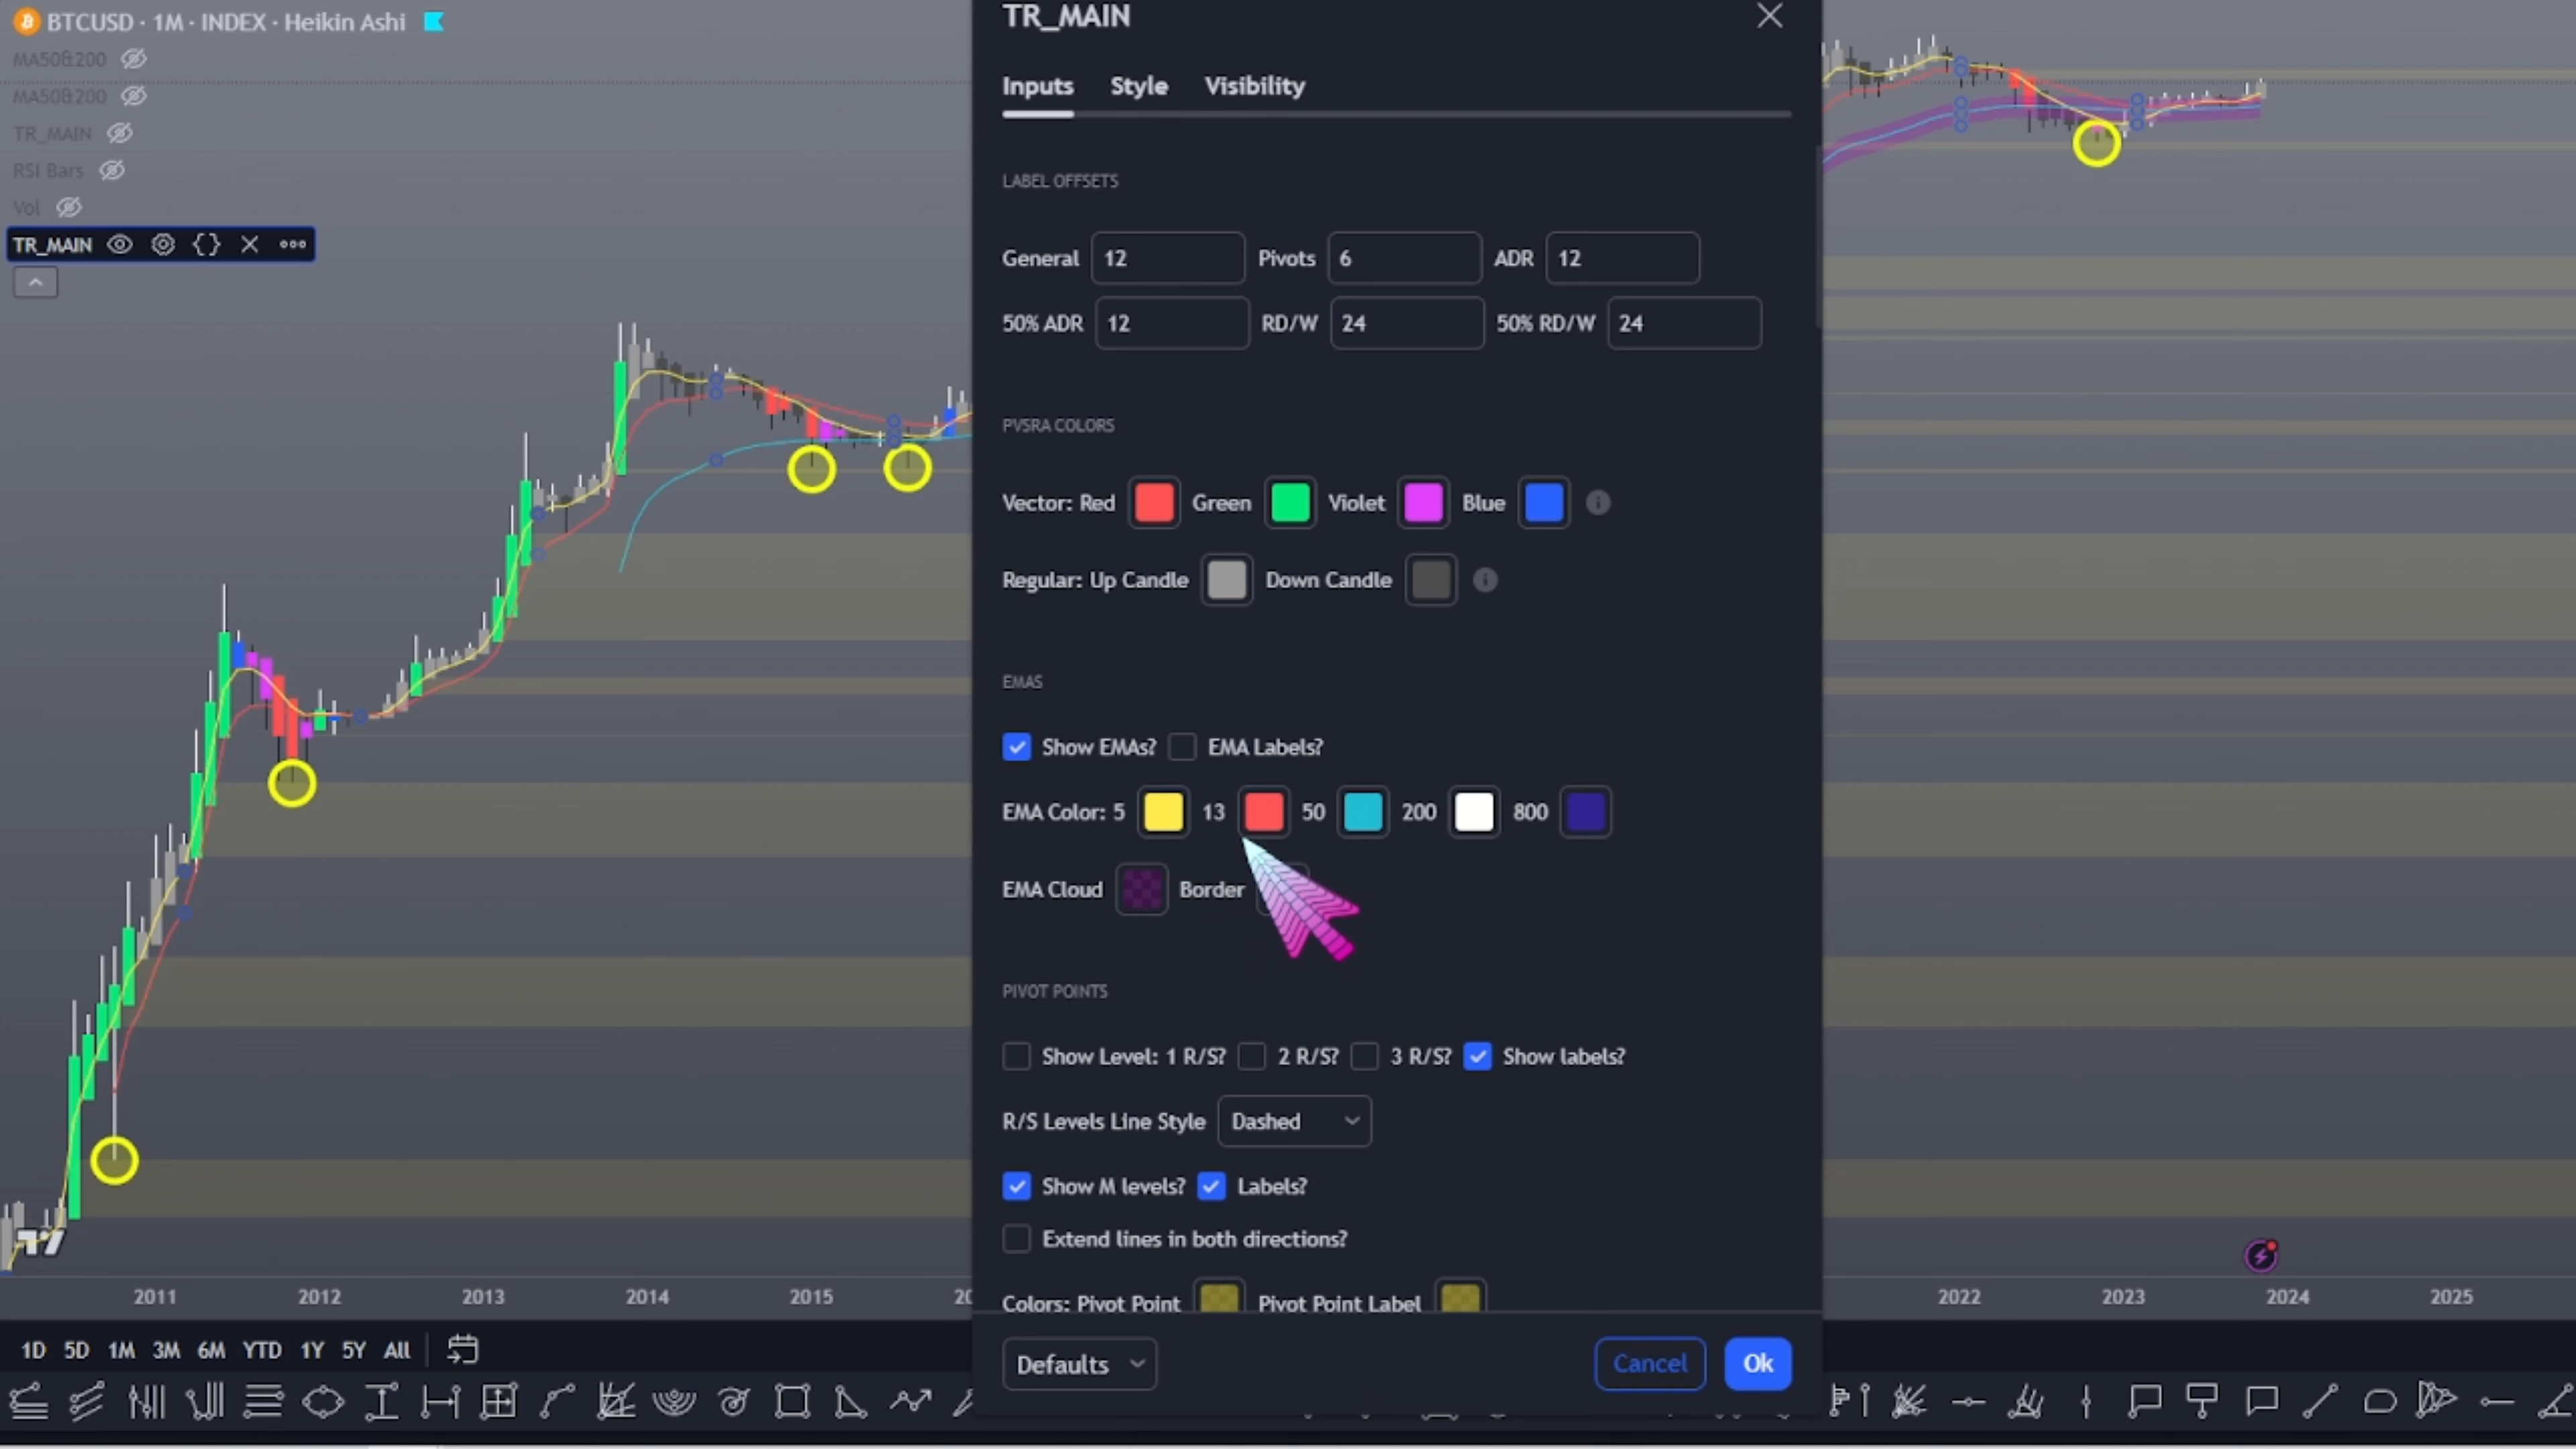 BTCUSD · 1M · INDEX · Heikin Ashi
MA50&200
MA50&200
TR_MAIN
RSI Bars
Vol
TR_MAIN
TR_MAIN
Inputs Style Visibility
LABEL OFFSETS
General 12 Pivots 6 ADR 12
50% ADR 12 RD/W 24 50% RD/W 24
PVSRA COLORS
Vector: Red Green Violet Blue
Regular: Up Candle Down Candle
EMAS
Show EMAs? EMA Labels?
EMA Color: 5 13 50 200 800
EMA Cloud Border
PIVOT POINTS
Show Level: 1 R/S? 2 R/S? 3 R/S? Show labels?
R/S Levels Line Style Dashed
Show M levels? Labels?
Extend lines in both directions?
Colors: Pivot Point Pivot Point Label
Defaults Cancel Ok
2011 2012 2013 2014 2015 2022 2023 2024 2025
1D 5D 1M 3M 6M YTD 1Y 5Y All